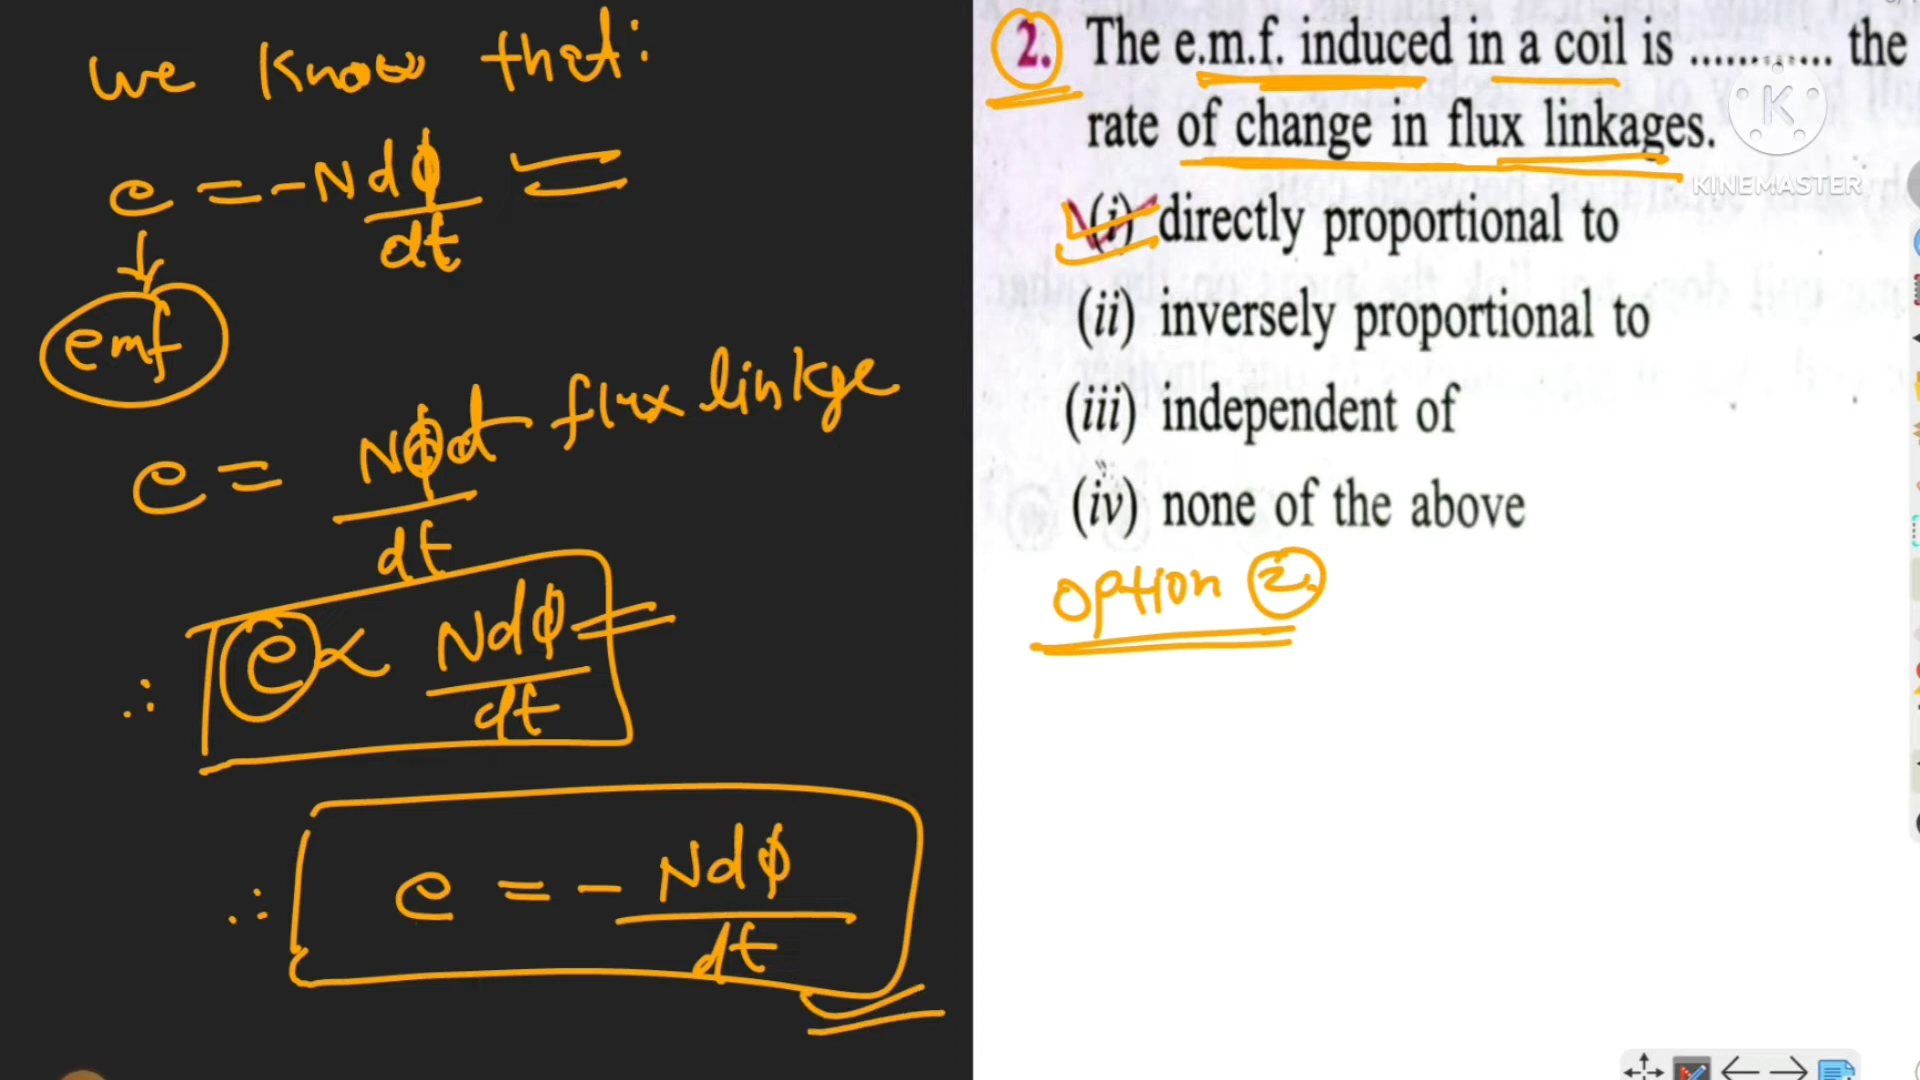 we know that:
e = -N dϕ
dt
emf
e = Nϕd flux linkge
dt
∴ e ∝ Ndϕ
dt
∴ e = - Ndϕ
dt
2. The e.m.f. induced in a coil is ............ the
rate of change in flux linkages.
KINEMASTER
(i) directly proportional to
(ii) inversely proportional to
(iii) independent of
(iv) none of the above
option